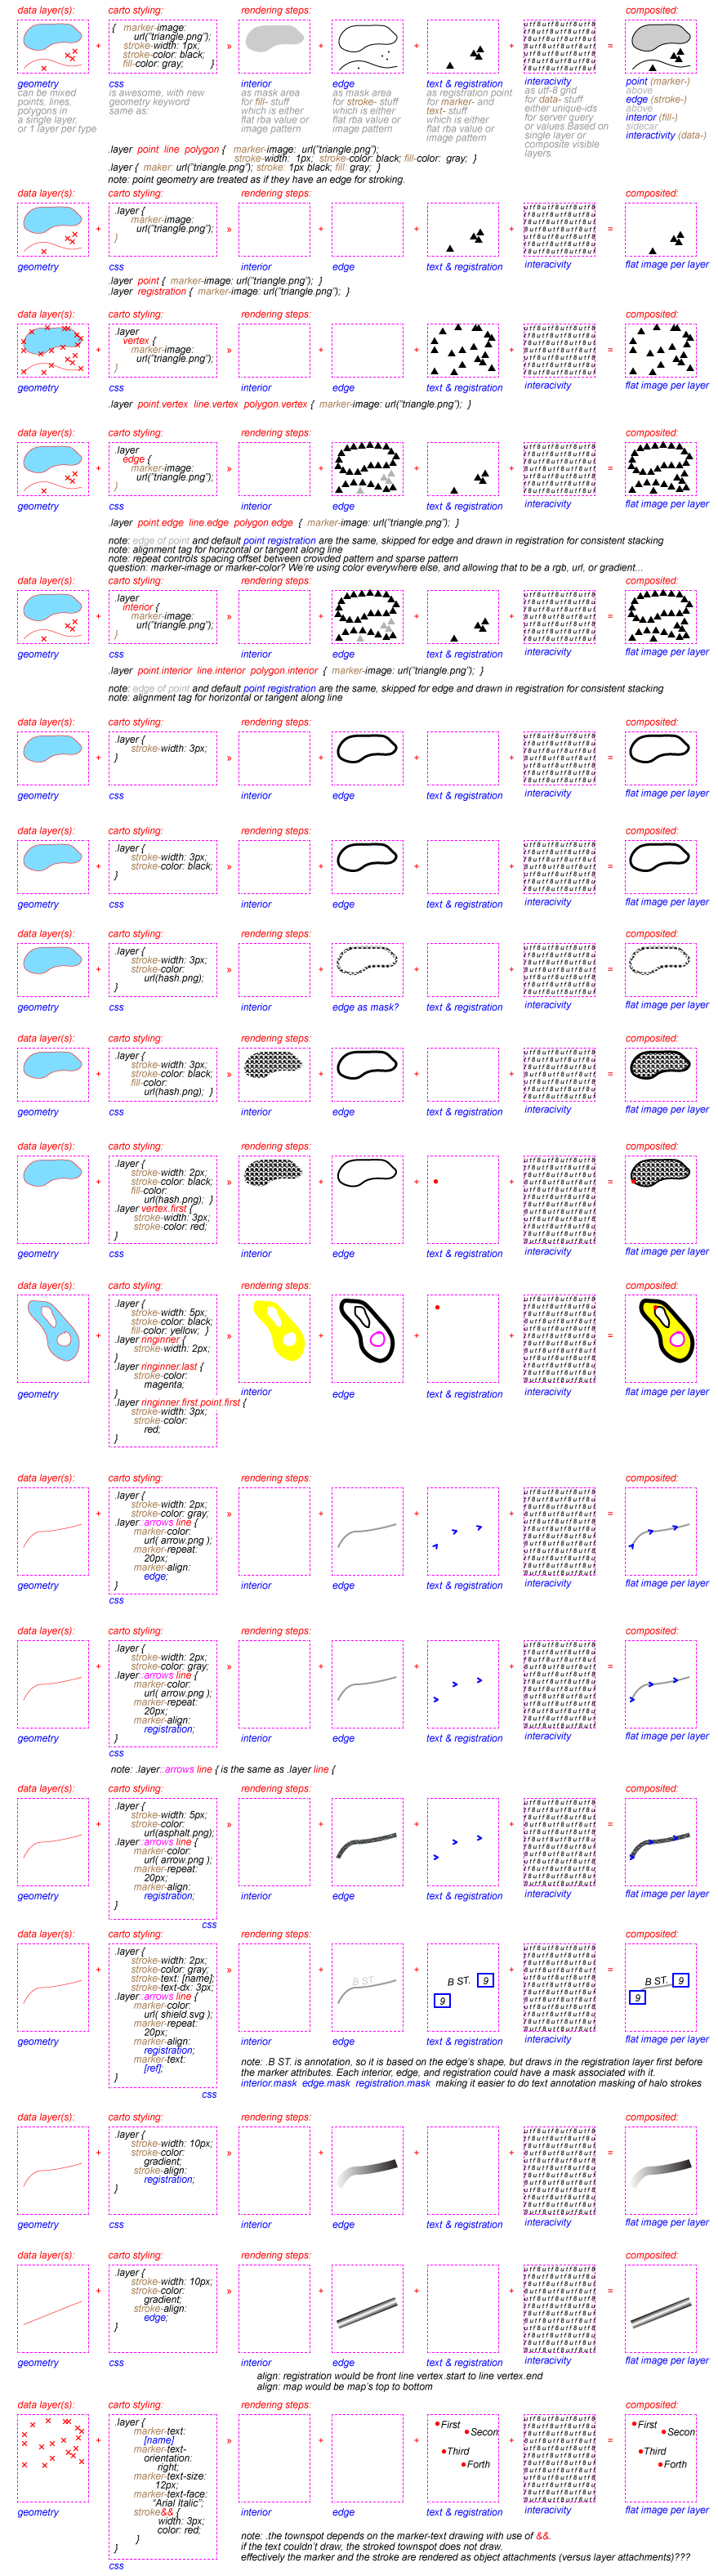 data layer(s): carto styling: rendering steps: composited:
{ marker-image:
url("triangle.png");
stroke-width: 1px;
stroke-color: black;
fill-color: gray; }
geometry css interior edge text & registration interactivity point (marker-)
can be mixed points, lines, polygons in a single layer, or 1 layer per type
is awesome, with new geometry keyword same as:
as mask area for fill- stuff which is either flat rba value or image pattern
as mask area for stroke- stuff which is either flat rba value or image pattern
as registration point for marker- and text- stuff which is either flat rba value or image pattern
as utf-8 grid for data- stuff either unique-ids for server query or values.Based on single layer or composite visible layers.
above
edge (stroke-)
above
interior (fill-)
sidecar
interactivity (data-)
.layer point line polygon { marker-image: url("triangle.png");
stroke-width: 1px; stroke-color: black; fill-color: gray; }
.layer { maker: url("triangle.png"); stroke: 1px black; fill: gray; }
note: point geometry are treated as if they have an edge for stroking.
data layer(s): carto styling: rendering steps: composited:
.layer {
marker-image:
url("triangle.png");
}
geometry css interior edge text & registration interacivity flat image per layer
.layer point { marker-image: url("triangle.png"); }
.layer registration { marker-image: url("triangle.png"); }
data layer(s): carto styling: rendering steps: composited:
.layer
vertex {
marker-image:
url("triangle.png");
}
geometry css interior edge text & registration interacivity flat image per layer
.layer point.vertex line.vertex polygon.vertex { marker-image: url("triangle.png"); }
data layer(s): carto styling: rendering steps: composited:
.layer
edge {
marker-image:
url("triangle.png");
}
geometry css interior edge text & registration interacivity flat image per layer
.layer point.edge line.edge polygon.edge { marker-image: url("triangle.png"); }
note: edge of point and default point registration are the same, skipped for edge and drawn in registration for consistent stacking
note: alignment tag for horizontal or tangent along line
note: repeat controls spacing offset between crowded pattern and sparse pattern
question: marker-image or marker-color? We're using color everywhere else, and allowing that to be a rgb, url, or gradient...
data layer(s): carto styling: rendering steps: composited:
.layer
interior {
marker-image:
url("triangle.png");
}
geometry css interior edge text & registration interacivity flat image per layer
.layer point.interior line.interior polygon.interior { marker-image: url("triangle.png"); }
note: edge of point and default point registration are the same, skipped for edge and drawn in registration for consistent stacking
note: alignment tag for horizontal or tangent along line
data layer(s): carto styling: rendering steps: composited:
.layer {
stroke-width: 3px;
}
geometry css interior edge text & registration interacivity flat image per layer
data layer(s): carto styling: rendering steps: composited:
.layer {
stroke-width: 3px;
stroke-color: black;
}
geometry css interior edge text & registration interacivity flat image per layer
data layer(s): carto styling: rendering steps: composited:
.layer {
stroke-width: 3px;
stroke-color:
url(hash.png);
}
geometry css interior edge as mask? text & registration interacivity flat image per layer
data layer(s): carto styling: rendering steps: composited:
.layer {
stroke-width: 3px;
stroke-color: black;
fill-color:
url(hash.png); }
geometry css interior edge text & registration interacivity flat image per layer
data layer(s): carto styling: rendering steps: composited:
.layer {
stroke-width: 2px;
stroke-color: black;
fill-color:
url(hash.png); }
.layer vertex.first {
stroke-width: 3px;
stroke-color: red;
}
geometry css interior edge text & registration interacivity flat image per layer
data layer(s): carto styling: rendering steps: composited:
.layer {
stroke-width: 5px;
stroke-color: black;
fill-color: yellow; }
.layer ringinner {
stroke-width: 2px;
}
.layer ringinner.last {
stroke-color:
magenta;
}
.layer ringinner.first.point.first {
stroke-width: 3px;
stroke-color:
red;
}
geometry interior edge text & registration interacivity flat image per layer
data layer(s): carto styling: rendering steps: composited:
.layer {
stroke-width: 2px;
stroke-color: gray;
.layer::arrows line {
marker-color:
url( arrow.png );
marker-repeat:
20px;
marker-align:
edge;
}
geometry css interior edge text & registration interacivity flat image per layer
data layer(s): carto styling: rendering steps: composited:
.layer {
stroke-width: 2px;
stroke-color: gray;
.layer::arrows line {
marker-color:
url( arrow.png );
marker-repeat:
20px;
marker-align:
registration;
}
geometry css interior edge text & registration interacivity flat image per layer
note: .layer::arrows line { is the same as .layer line {
data layer(s): carto styling: rendering steps: composited:
.layer {
stroke-width: 5px;
stroke-color:
url(asphalt.png);
.layer::arrows line {
marker-color:
url( arrow.png );
marker-repeat:
20px;
marker-align:
registration;
}
geometry css interior edge text & registration interacivity flat image per layer
data layer(s): carto styling: rendering steps: composited:
.layer {
stroke-width: 2px;
stroke-color: gray;
stroke-text: [name];
stroke-text-dx: 3px;
.layer::arrows line {
marker-color:
url( shield.svg );
marker-repeat:
20px;
marker-align:
registration;
marker-text:
[ref];
}
B ST. B ST. 9 9 B ST. 9 9
geometry css interior edge text & registration interacivity flat image per layer
note: .B ST. is annotation, so it is based on the edge's shape, but draws in the registration layer first before
the marker attributes. Each interior, edge, and registration could have a mask associated with it.
interior.mask edge.mask registration.mask making it easier to do text annotation masking of halo strokes
data layer(s): carto styling: rendering steps: composited:
.layer {
stroke-width: 10px;
stroke-color:
gradient;
stroke-align:
registration;
}
geometry css interior edge text & registration interacivity flat image per layer
data layer(s): carto styling: rendering steps: composited:
.layer {
stroke-width: 10px;
stroke-color:
gradient;
stroke-align:
edge;
}
geometry css interior edge text & registration interacivity flat image per layer
align: registration would be front line vertex.start to line vertex.end
align: map would be map's top to bottom
data layer(s): carto styling: rendering steps: composited:
.layer {
marker-text:
[name]
marker-text-
orientation:
right;
marker-text-size:
12px;
marker-text-face:
"Arial Italic";
stroke&& {
width: 3px;
color: red;
}
}
First Secon Third Forth
First Secon Third Forth
geometry css interior edge text & registration interacivity flat image per layer
note: .the townspot depends on the marker-text drawing with use of &&.
if the text couldn't draw, the stroked townspot does not draw.
effectively the marker and the stroke are rendered as object attachments (versus layer attachments)???